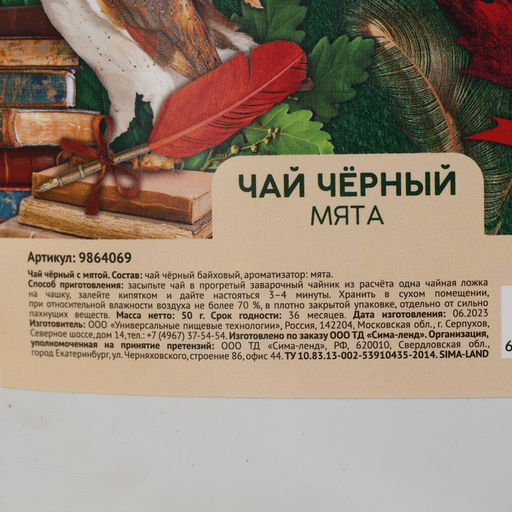 ЧАЙ ЧЁРНЫЙ
МЯТА
Артикул: 9864069
Чай чёрный с мятой. Состав: чай чёрный байховый, ароматизатор: мята.
Способ приготовления: засыпьте чай в прогретый заварочный чайник из расчёта одна чайная ложка
на чашку, залейте кипятком и дайте настояться 3–4 минуты. Хранить в сухом помещении,
при относительной влажности воздуха не более 70 %, в плотно закрытой упаковке, отдельно от сильно
пахнущих веществ. Масса нетто: 50 г. Срок годности: 36 месяцев. Дата изготовления: 06.2023
Изготовитель: ООО «Универсальные пищевые технологии», Россия, 142204, Московская обл., г. Серпухов,
Северное шоссе, дом 14, тел.: +7 (4967) 37-54-54. Изготовлено по заказу ООО ТД «Сима-ленд». Организация,
уполномоченная на принятие претензий: ООО ТД «Сима-ленд», РФ, 620010, Свердловская обл.,
город Екатеринбург, ул. Черняховского, строение 86, офис 44. ТУ 10.83.13-002-53910435-2014. SIMA-LAND
6